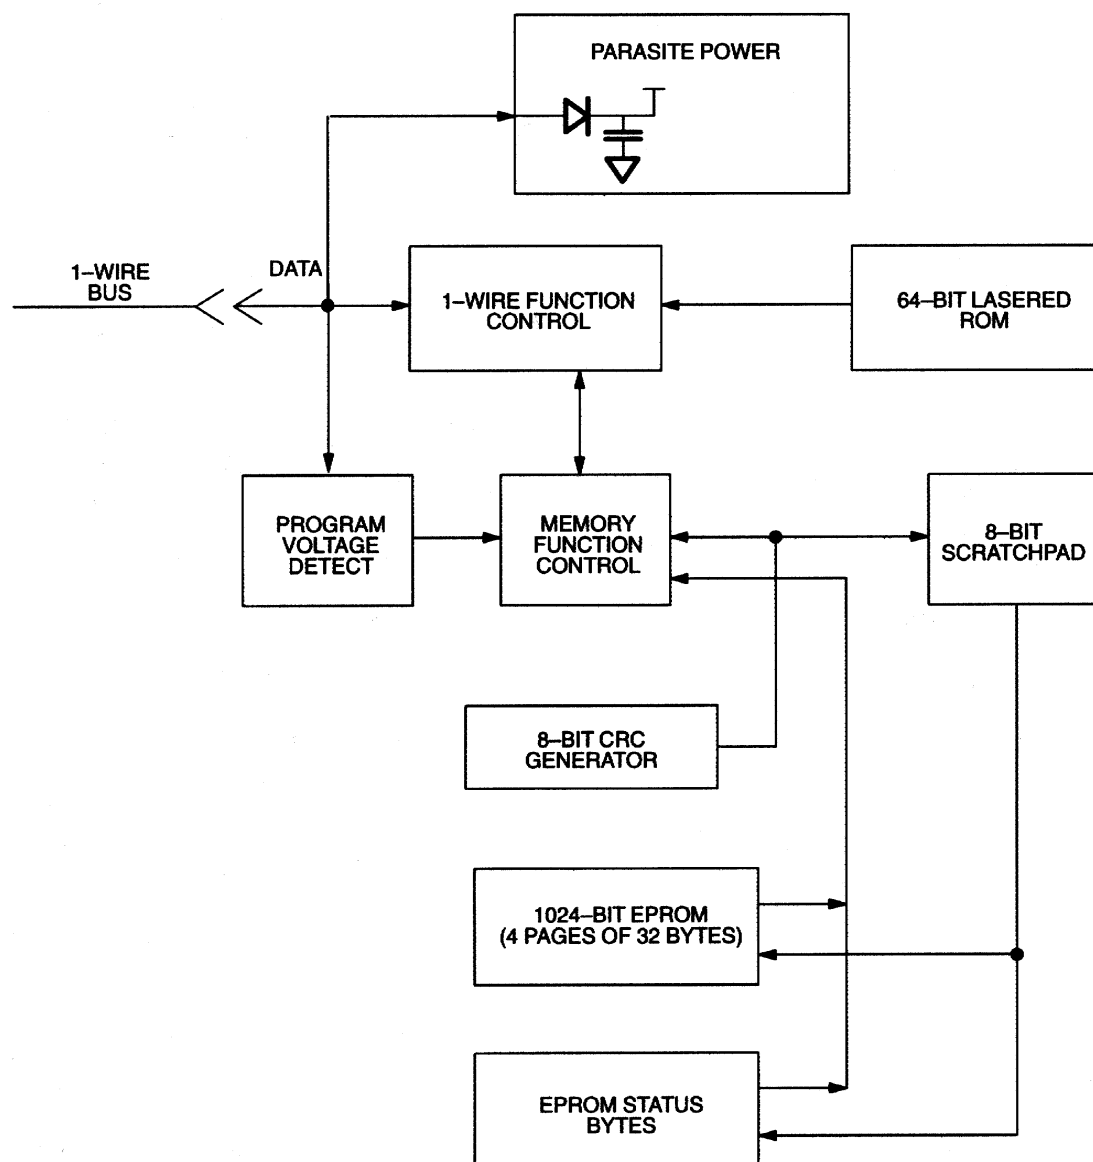 PARASITE POWER
1–WIRE
BUS
DATA
1–WIRE FUNCTION
CONTROL
64–BIT LASERED
ROM
PROGRAM
VOLTAGE
DETECT
MEMORY
FUNCTION
CONTROL
8–BIT
SCRATCHPAD
8–BIT CRC
GENERATOR
1024–BIT EPROM
(4 PAGES OF 32 BYTES)
EPROM STATUS
BYTES